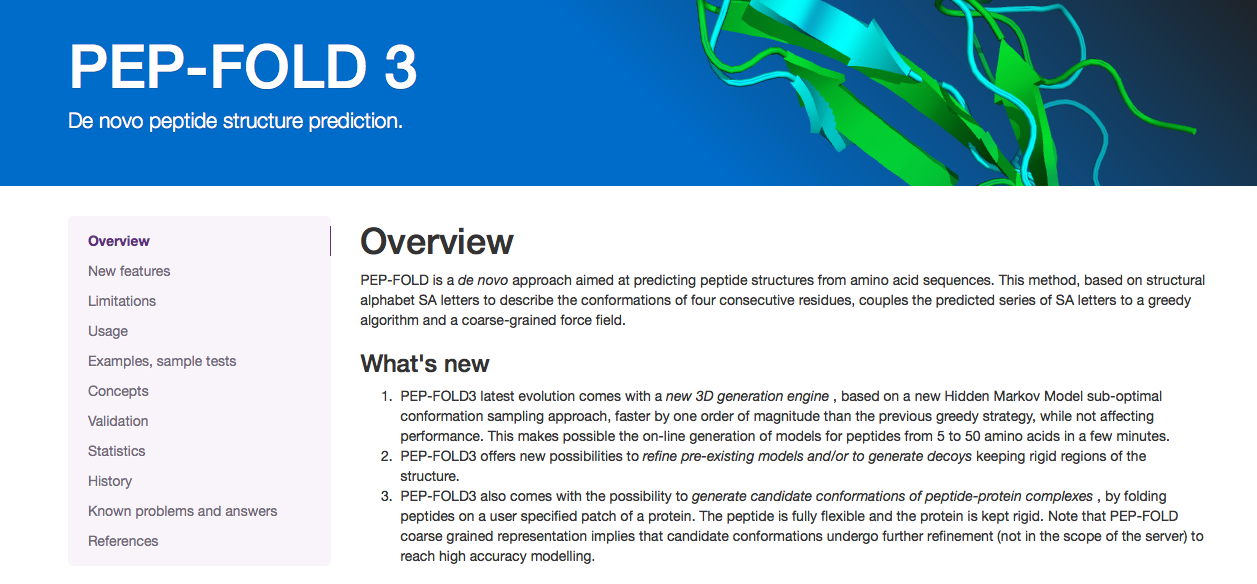 PEP-FOLD 3
De novo peptide structure prediction.
Overview
New features
Limitations
Usage
Examples, sample tests
Concepts
Validation
Statistics
History
Known problems and answers
References
Overview
PEP-FOLD is a de novo approach aimed at predicting peptide structures from amino acid sequences. This method, based on structural
alphabet SA letters to describe the conformations of four consecutive residues, couples the predicted series of SA letters to a greedy
algorithm and a coarse-grained force field.
What's new
1. PEP-FOLD3 latest evolution comes with a new 3D generation engine , based on a new Hidden Markov Model sub-optimal
conformation sampling approach, faster by one order of magnitude than the previous greedy strategy, while not affecting
performance. This makes possible the on-line generation of models for peptides from 5 to 50 amino acids in a few minutes.
2. PEP-FOLD3 offers new possibilities to refine pre-existing models and/or to generate decoys keeping rigid regions of the
structure.
3. PEP-FOLD3 also comes with the possibility to generate candidate conformations of peptide-protein complexes , by folding
peptides on a user specified patch of a protein. The peptide is fully flexible and the protein is kept rigid. Note that PEP-FOLD
coarse grained representation implies that candidate conformations undergo further refinement (not in the scope of the server) to
reach high accuracy modelling.